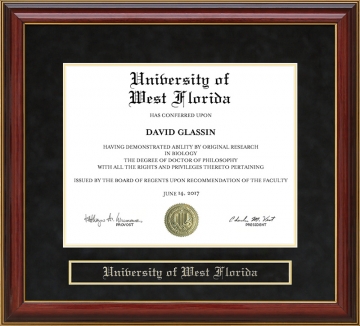 University of
West Florida
HAS CONFERRED UPON
DAVID GLASSIN
HAVING DEMONSTRATED ABILITY BY ORIGINAL RESEARCH
IN BIOLOGY
THE DEGREE OF DOCTOR OF PHILOSOPHY
WITH ALL THE RIGHTS AND PRIVILEGES THERETO PERTAINING
ISSUED BY THE BOARD OF REGENTS UPON RECOMMENDATION OF THE FACULTY
JUNE 14, 2017
PROVOST PRESIDENT
University of West Florida